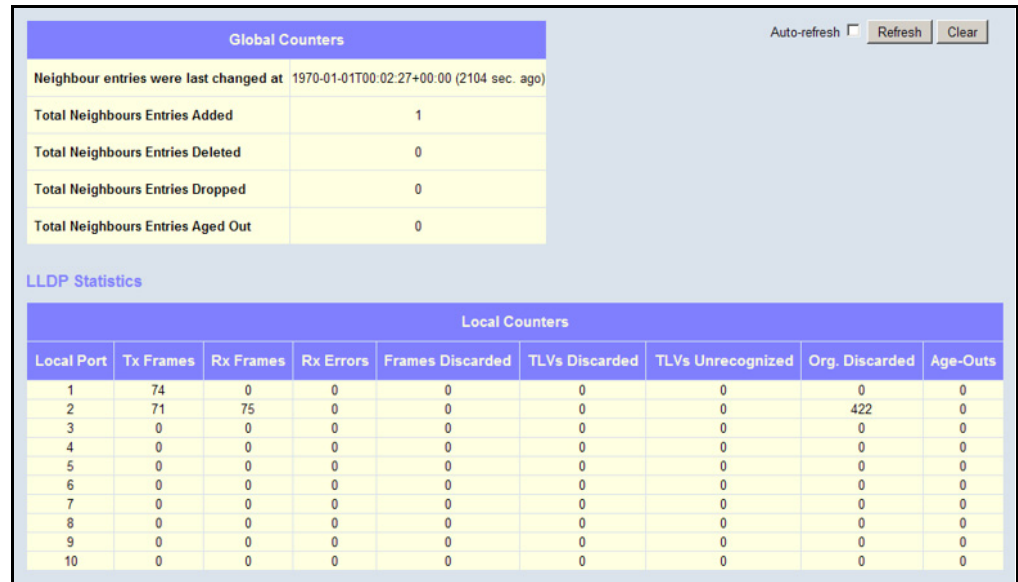 Auto-refresh Refresh Clear
Global Counters
Neighbour entries were last changed at 1970-01-01T00:02:27+00:00 (2104 sec. ago)
Total Neighbours Entries Added 1
Total Neighbours Entries Deleted 0
Total Neighbours Entries Dropped 0
Total Neighbours Entries Aged Out 0
LLDP Statistics
Local Counters
Local Port Tx Frames Rx Frames Rx Errors Frames Discarded TLVs Discarded TLVs Unrecognized Org. Discarded Age-Outs
1 74 0 0 0 0 0 0 0
2 71 75 0 0 0 0 422 0
3 0 0 0 0 0 0 0 0
4 0 0 0 0 0 0 0 0
5 0 0 0 0 0 0 0 0
6 0 0 0 0 0 0 0 0
7 0 0 0 0 0 0 0 0
8 0 0 0 0 0 0 0 0
9 0 0 0 0 0 0 0 0
10 0 0 0 0 0 0 0 0